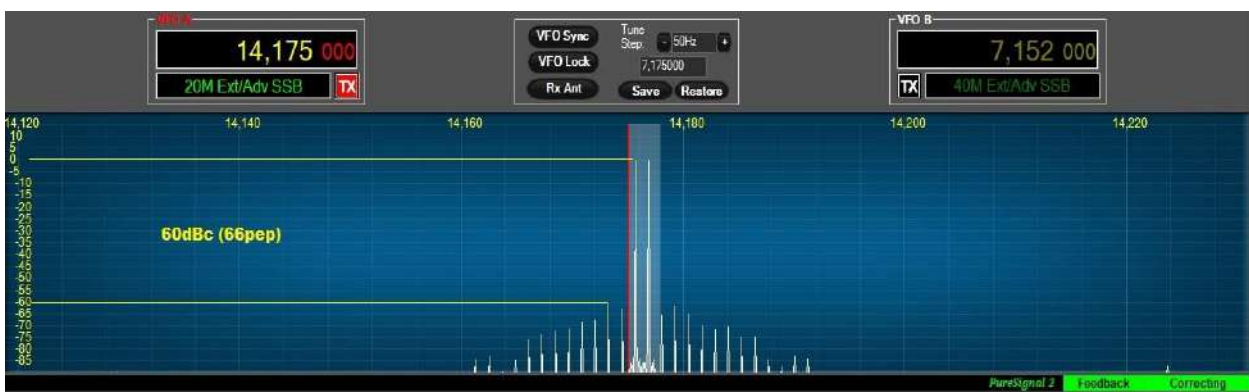 VFO A
14,175 000
20M Ext/Adv SSB TX
VFO Sync
VFO Lock
Rx Ant
Tune
Step:
- 50Hz +
7,175000
Save Restore
VFO B
7,152 000
TX 40M Ext/Adv SSB
14,120 14,140 14,160 14,180 14,200 14,220
10
5
0
-5
-10
-15
-20
-25
-30
-35
-40
-45
-50
-55
-60
-65
-70
-75
-80
-85
60dBc (66pep)
PureSignal 2 Feedback Correcting